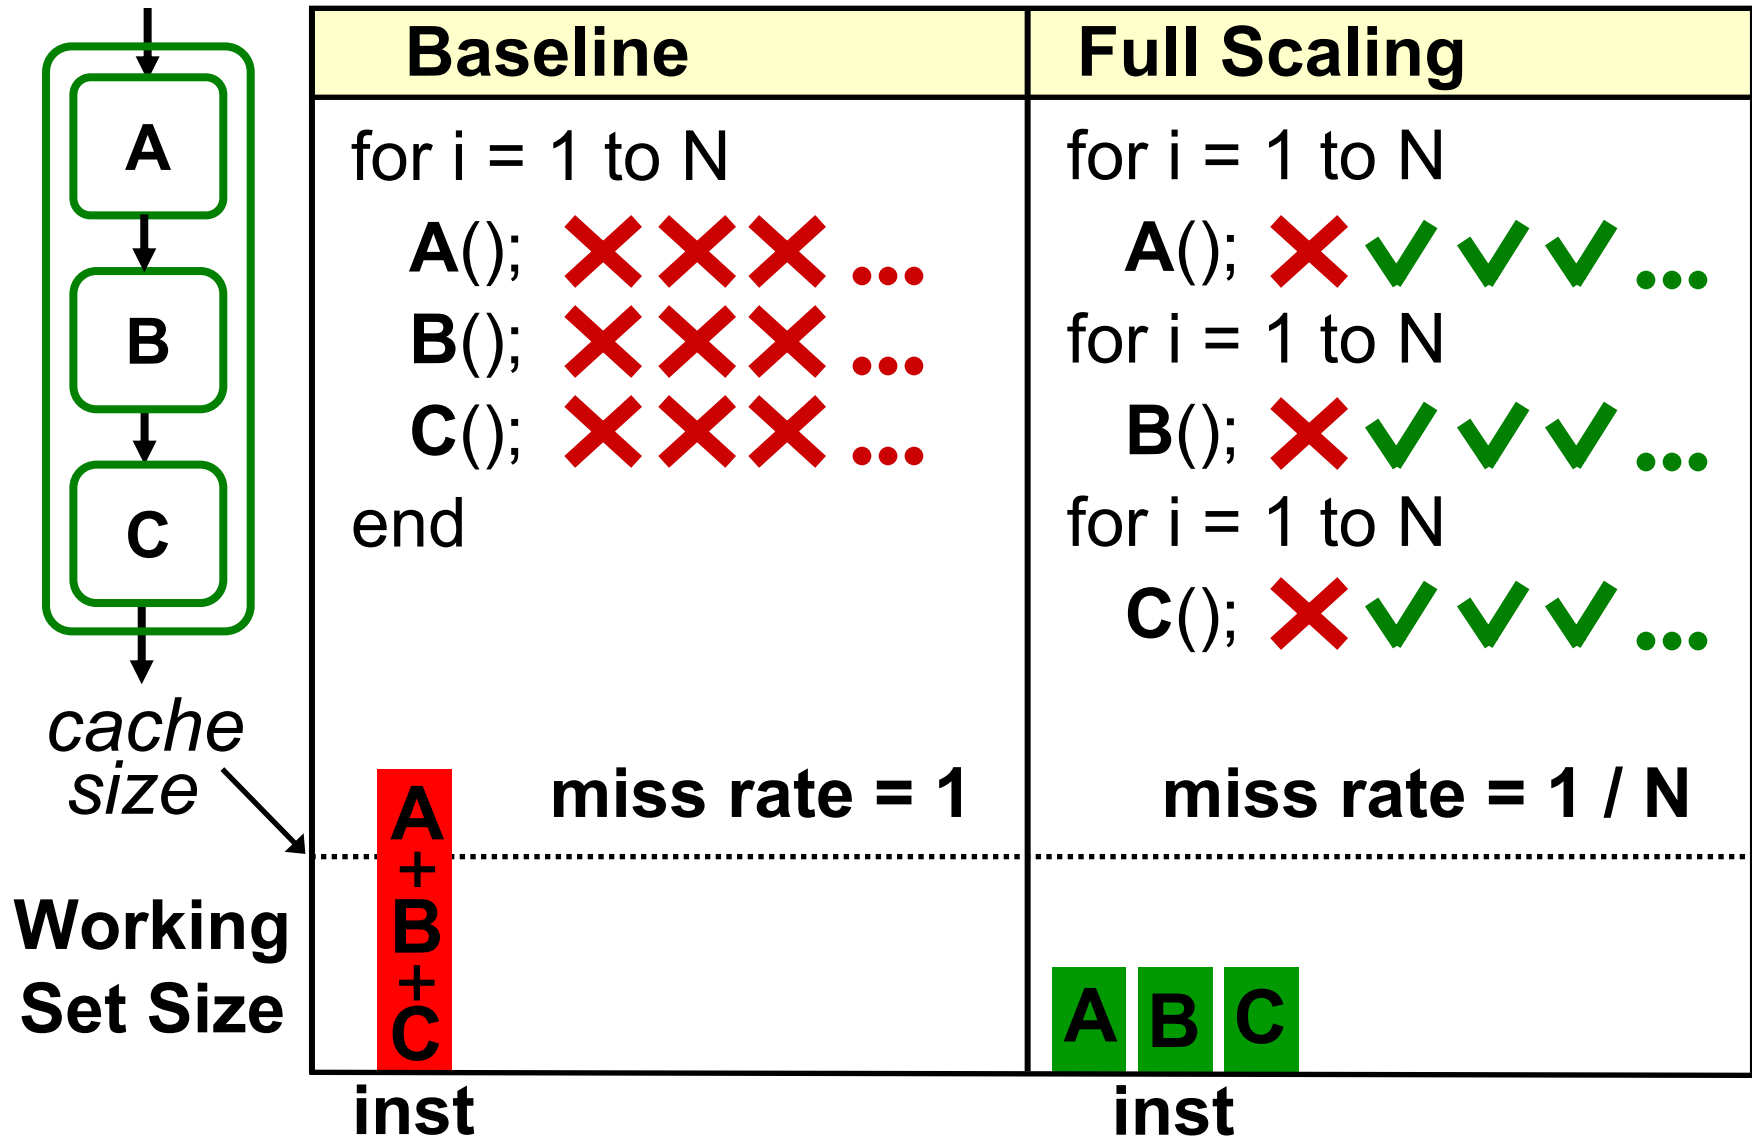 A
B
C
cache
size
Working
Set Size
Baseline
for i = 1 to N
A(); ...
B(); ...
C(); ...
end
miss rate = 1
A
+
B
+
C
inst
Full Scaling
for i = 1 to N
A(); ...
for i = 1 to N
B(); ...
for i = 1 to N
C(); ...
miss rate = 1 / N
A B C
inst